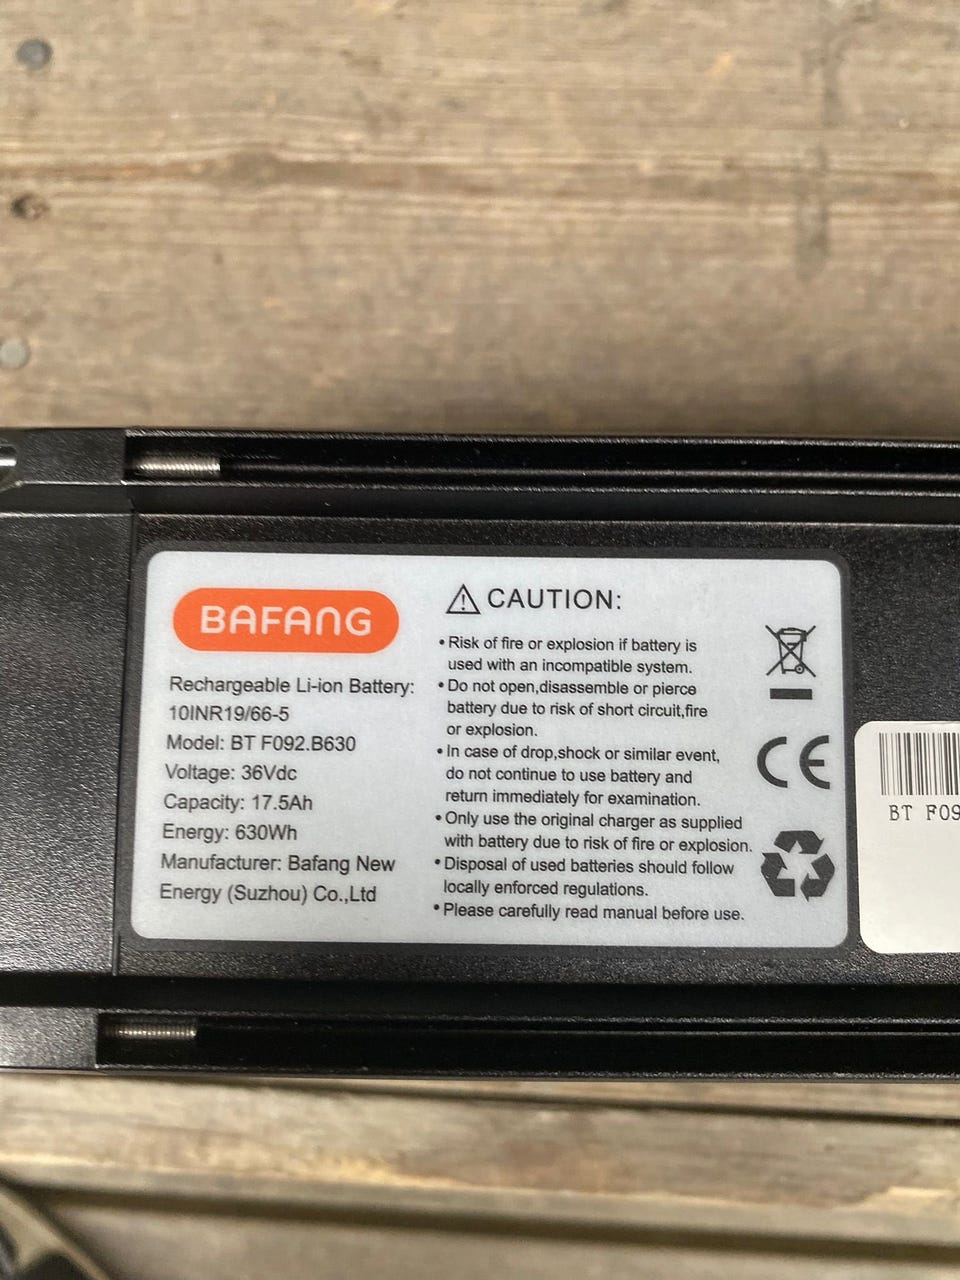 BAFANG
Rechargeable Li-ion Battery:
10INR19/66-5
Model: BT F092.B630
Voltage: 36Vdc
Capacity: 17.5Ah
Energy: 630Wh
Manufacturer: Bafang New
Energy (Suzhou) Co.,Ltd
CAUTION:
•Risk of fire or explosion if battery is
used with an incompatible system.
•Do not open,disassemble or pierce
battery due to risk of short circuit,fire
or explosion.
•In case of drop,shock or similar event,
do not continue to use battery and
return immediately for examination.
•Only use the original charger as supplied
with battery due to risk of fire or explosion.
•Disposal of used batteries should follow
locally enforced regulations.
•Please carefully read manual before use.
CE
BT F09